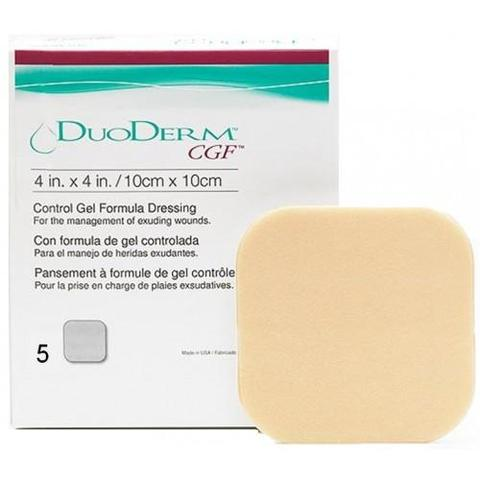 DUODERM™
CGF™
4 in. x 4 in. / 10cm x 10cm
Control Gel Formula Dressing
For the management of exuding wounds.
Con formula de gel controlada
Para el manejo de heridas exudantes.
Pansement à formule de gel contrôle
Pour la prise en charge de plaies exsudatives.
5
Made in USA / Fabricado